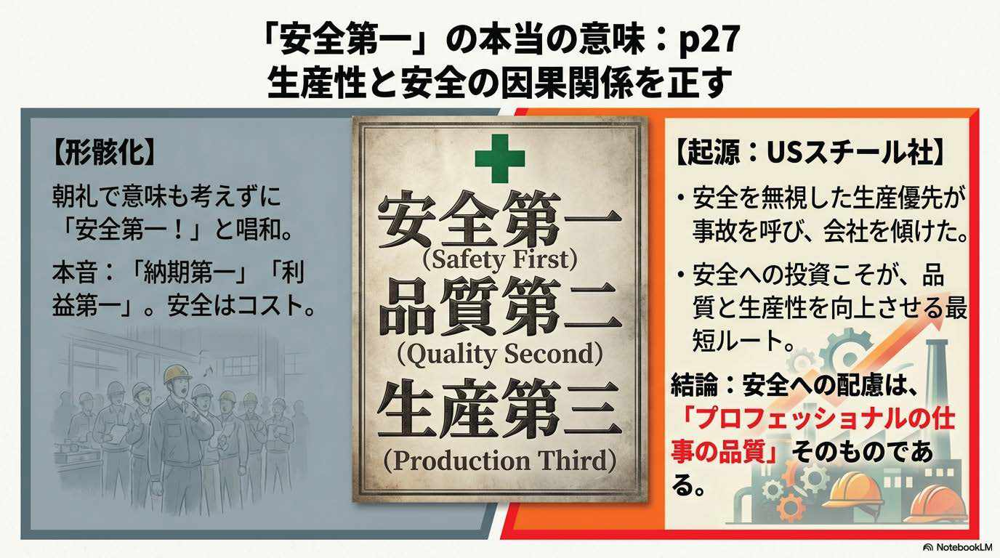 「安全第一」の本当の意味：p27
生産性と安全の因果関係を正す
【形骸化】
朝礼で意味も考えずに
「安全第一！」と唱和。
本音：「納期第一」「利
益第一」。安全はコスト。
安全第一
(Safety First)
品質第二
(Quality Second)
生産第三
(Production Third)
【起源：USスチール社】
・安全を無視した生産優先が
事故を呼び、会社を傾けた。
・安全への投資こそが、品
質と生産性を向上させる最
短ルート。
結論：安全への配慮は、
「プロフェッショナルの仕
事の品質」そのものであ
る。
NotebookLM